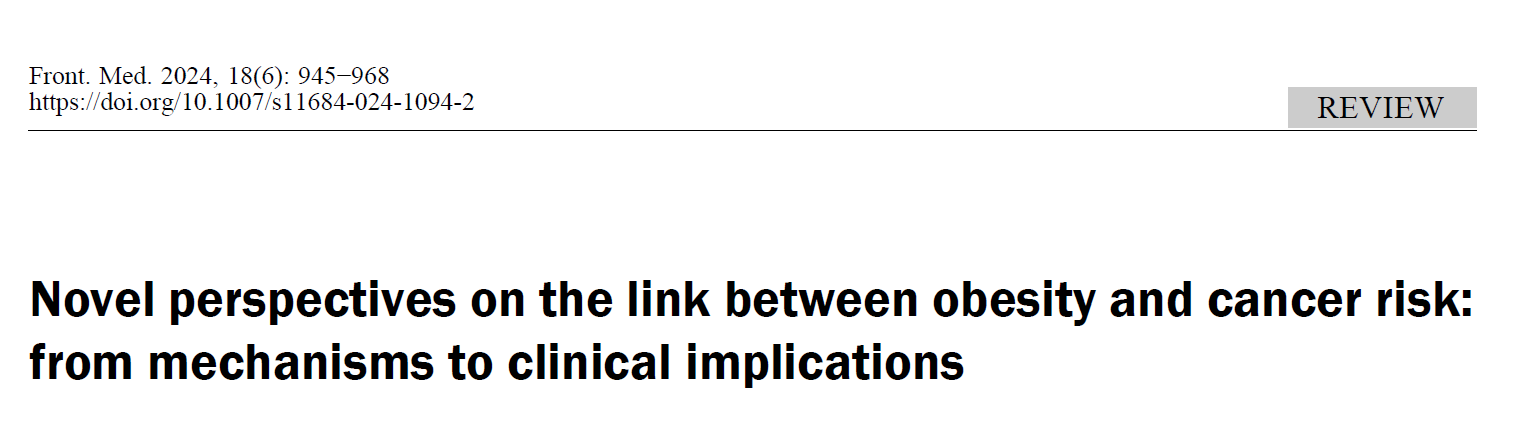 Front. Med. 2024, 18(6): 945−968
https://doi.org/10.1007/s11684-024-1094-2
REVIEW
Novel perspectives on the link between obesity and cancer risk:
from mechanisms to clinical implications